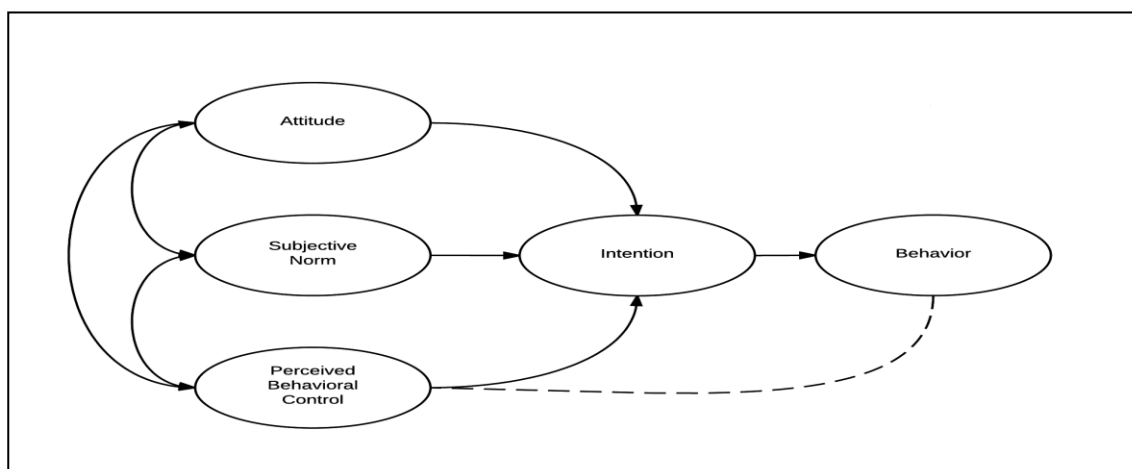 Attitude
Subjective
Norm
Intention
Behavior
Perceived
Behavioral
Control